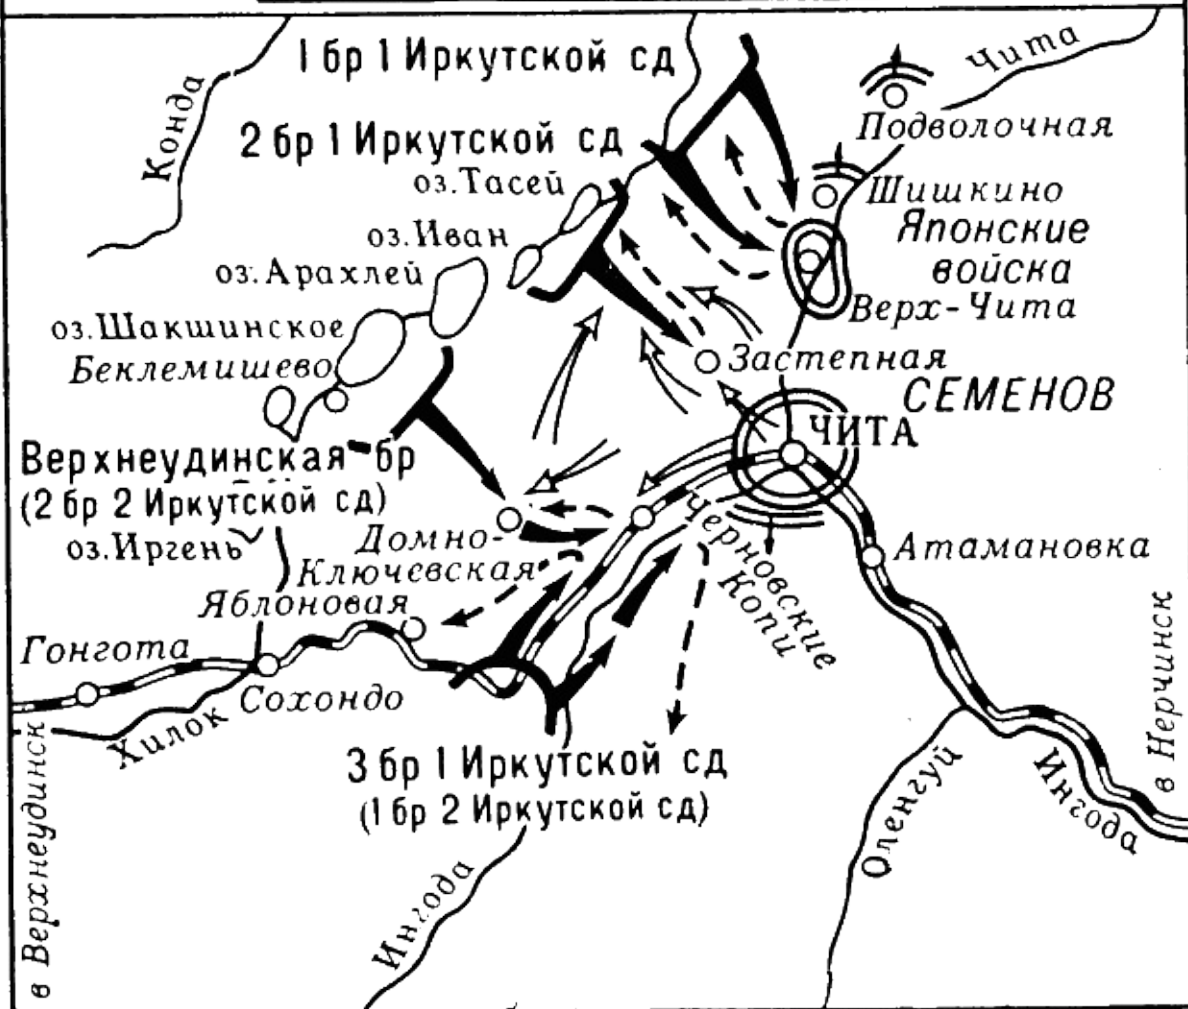 1 бр 1 Иркутской сд
Чита
Конда
Подволочная
2 бр 1 Иркутской сд
оз.Тасей
Шишкино
оз.Иван
Японские
войска
оз.Арахлей
Верх-Чита
оз.Шакшинское
Беклемишево
Застепная
СЕМЕНОВ
ЧИТА
Верхнеудинская бр
(2 бр 2 Иркутской сд)
оз.Иргень
Домно-
Ключевская
Черновские
Копи
Атамановка
Яблоновая
Гонгота
Сохондо
Хилок
в Верхнеудинск
в Нерчинск
3 бр 1 Иркутской сд
(1 бр 2 Иркутской сд)
Ингода
Оленгуй
Ингода